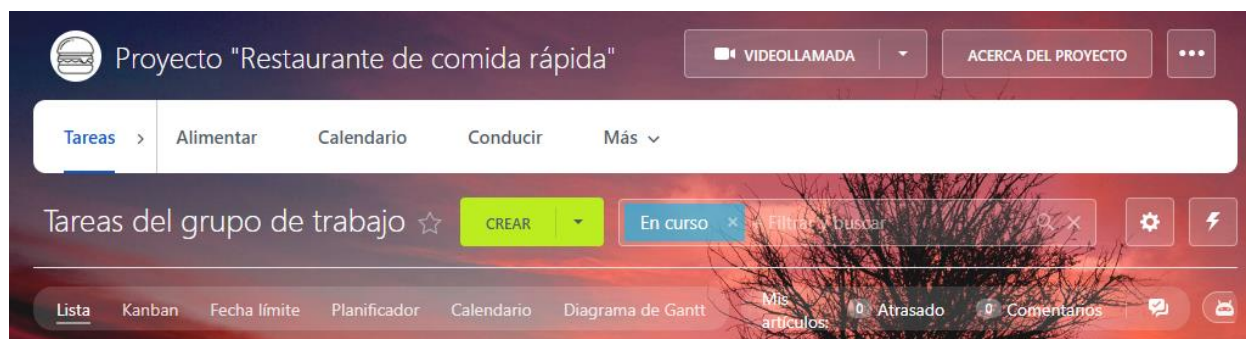 Proyecto "Restaurante de comida rápida"
VIDEOLLAMADA
ACERCA DEL PROYECTO
Tareas > Alimentar Calendario Conducir Más
Tareas del grupo de trabajo
CREAR
En curso ×
Filtrar y buscar
Lista Kanban Fecha límite Planificador Calendario Diagrama de Gantt
Mis artículos:
0 Atrasado 0 Comentarios